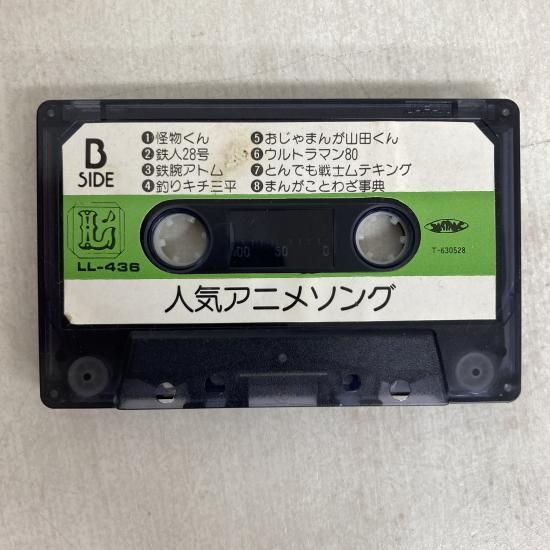 B
SIDE
❶怪物くん
❷鉄人28号
❸鉄腕アトム
❹釣りキチ三平
❺おじゃまんが山田くん
❻ウルトラマン80
❼とんでも戦士ムテキング
❽まんがことわざ事典
L
LL-436
100 50 0
T-630528
人気アニメソング